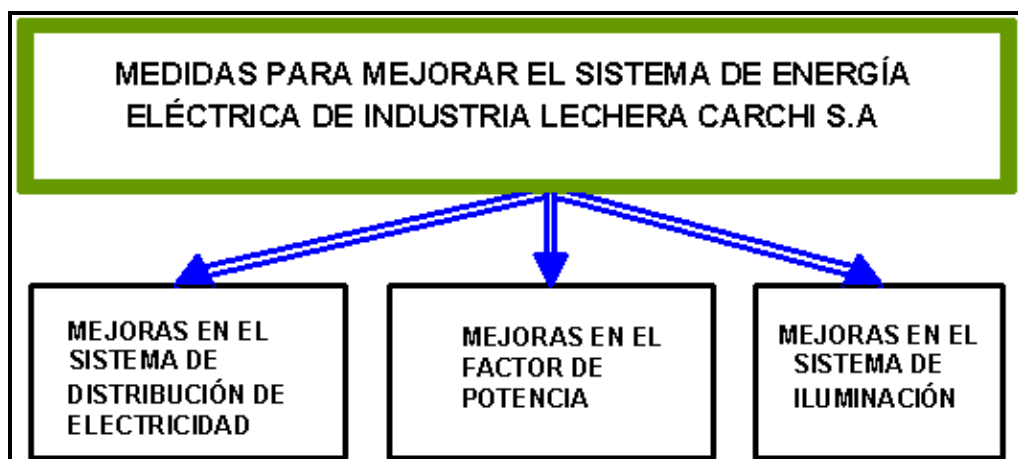 MEDIDAS PARA MEJORAR EL SISTEMA DE ENERGÍA
ELÉCTRICA DE INDUSTRIA LECHERA CARCHI S.A
MEJORAS EN EL
SISTEMA DE
DISTRIBUCIÓN DE
ELECTRICIDAD
MEJORAS EN EL
FACTOR DE
POTENCIA
MEJORAS EN EL
SISTEMA DE
ILUMINACIÓN